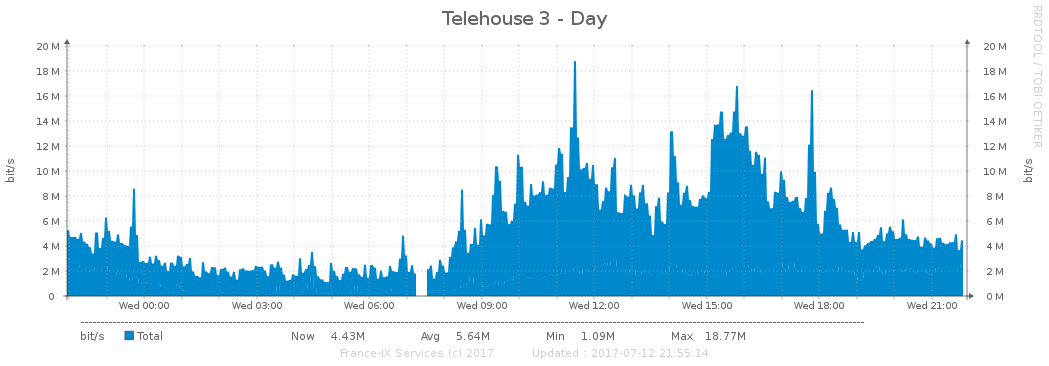 Telehouse 3 - Day
RRDTOOL / TOBI OETIKER
bit/s
20 M 20 M
18 M 18 M
16 M 16 M
14 M 14 M
12 M 12 M
10 M 10 M
8 M 8 M
6 M 6 M
4 M 4 M
2 M 2 M
0 0 M
bit/s
Wed 00:00 Wed 03:00 Wed 06:00 Wed 09:00 Wed 12:00 Wed 15:00 Wed 18:00 Wed 21:00
bit/s Total Now 4.43M Avg 5.64M Min 1.09M Max 18.77M
France-IX Services (c) 2017 Updated : 2017-07-12 21:55:14